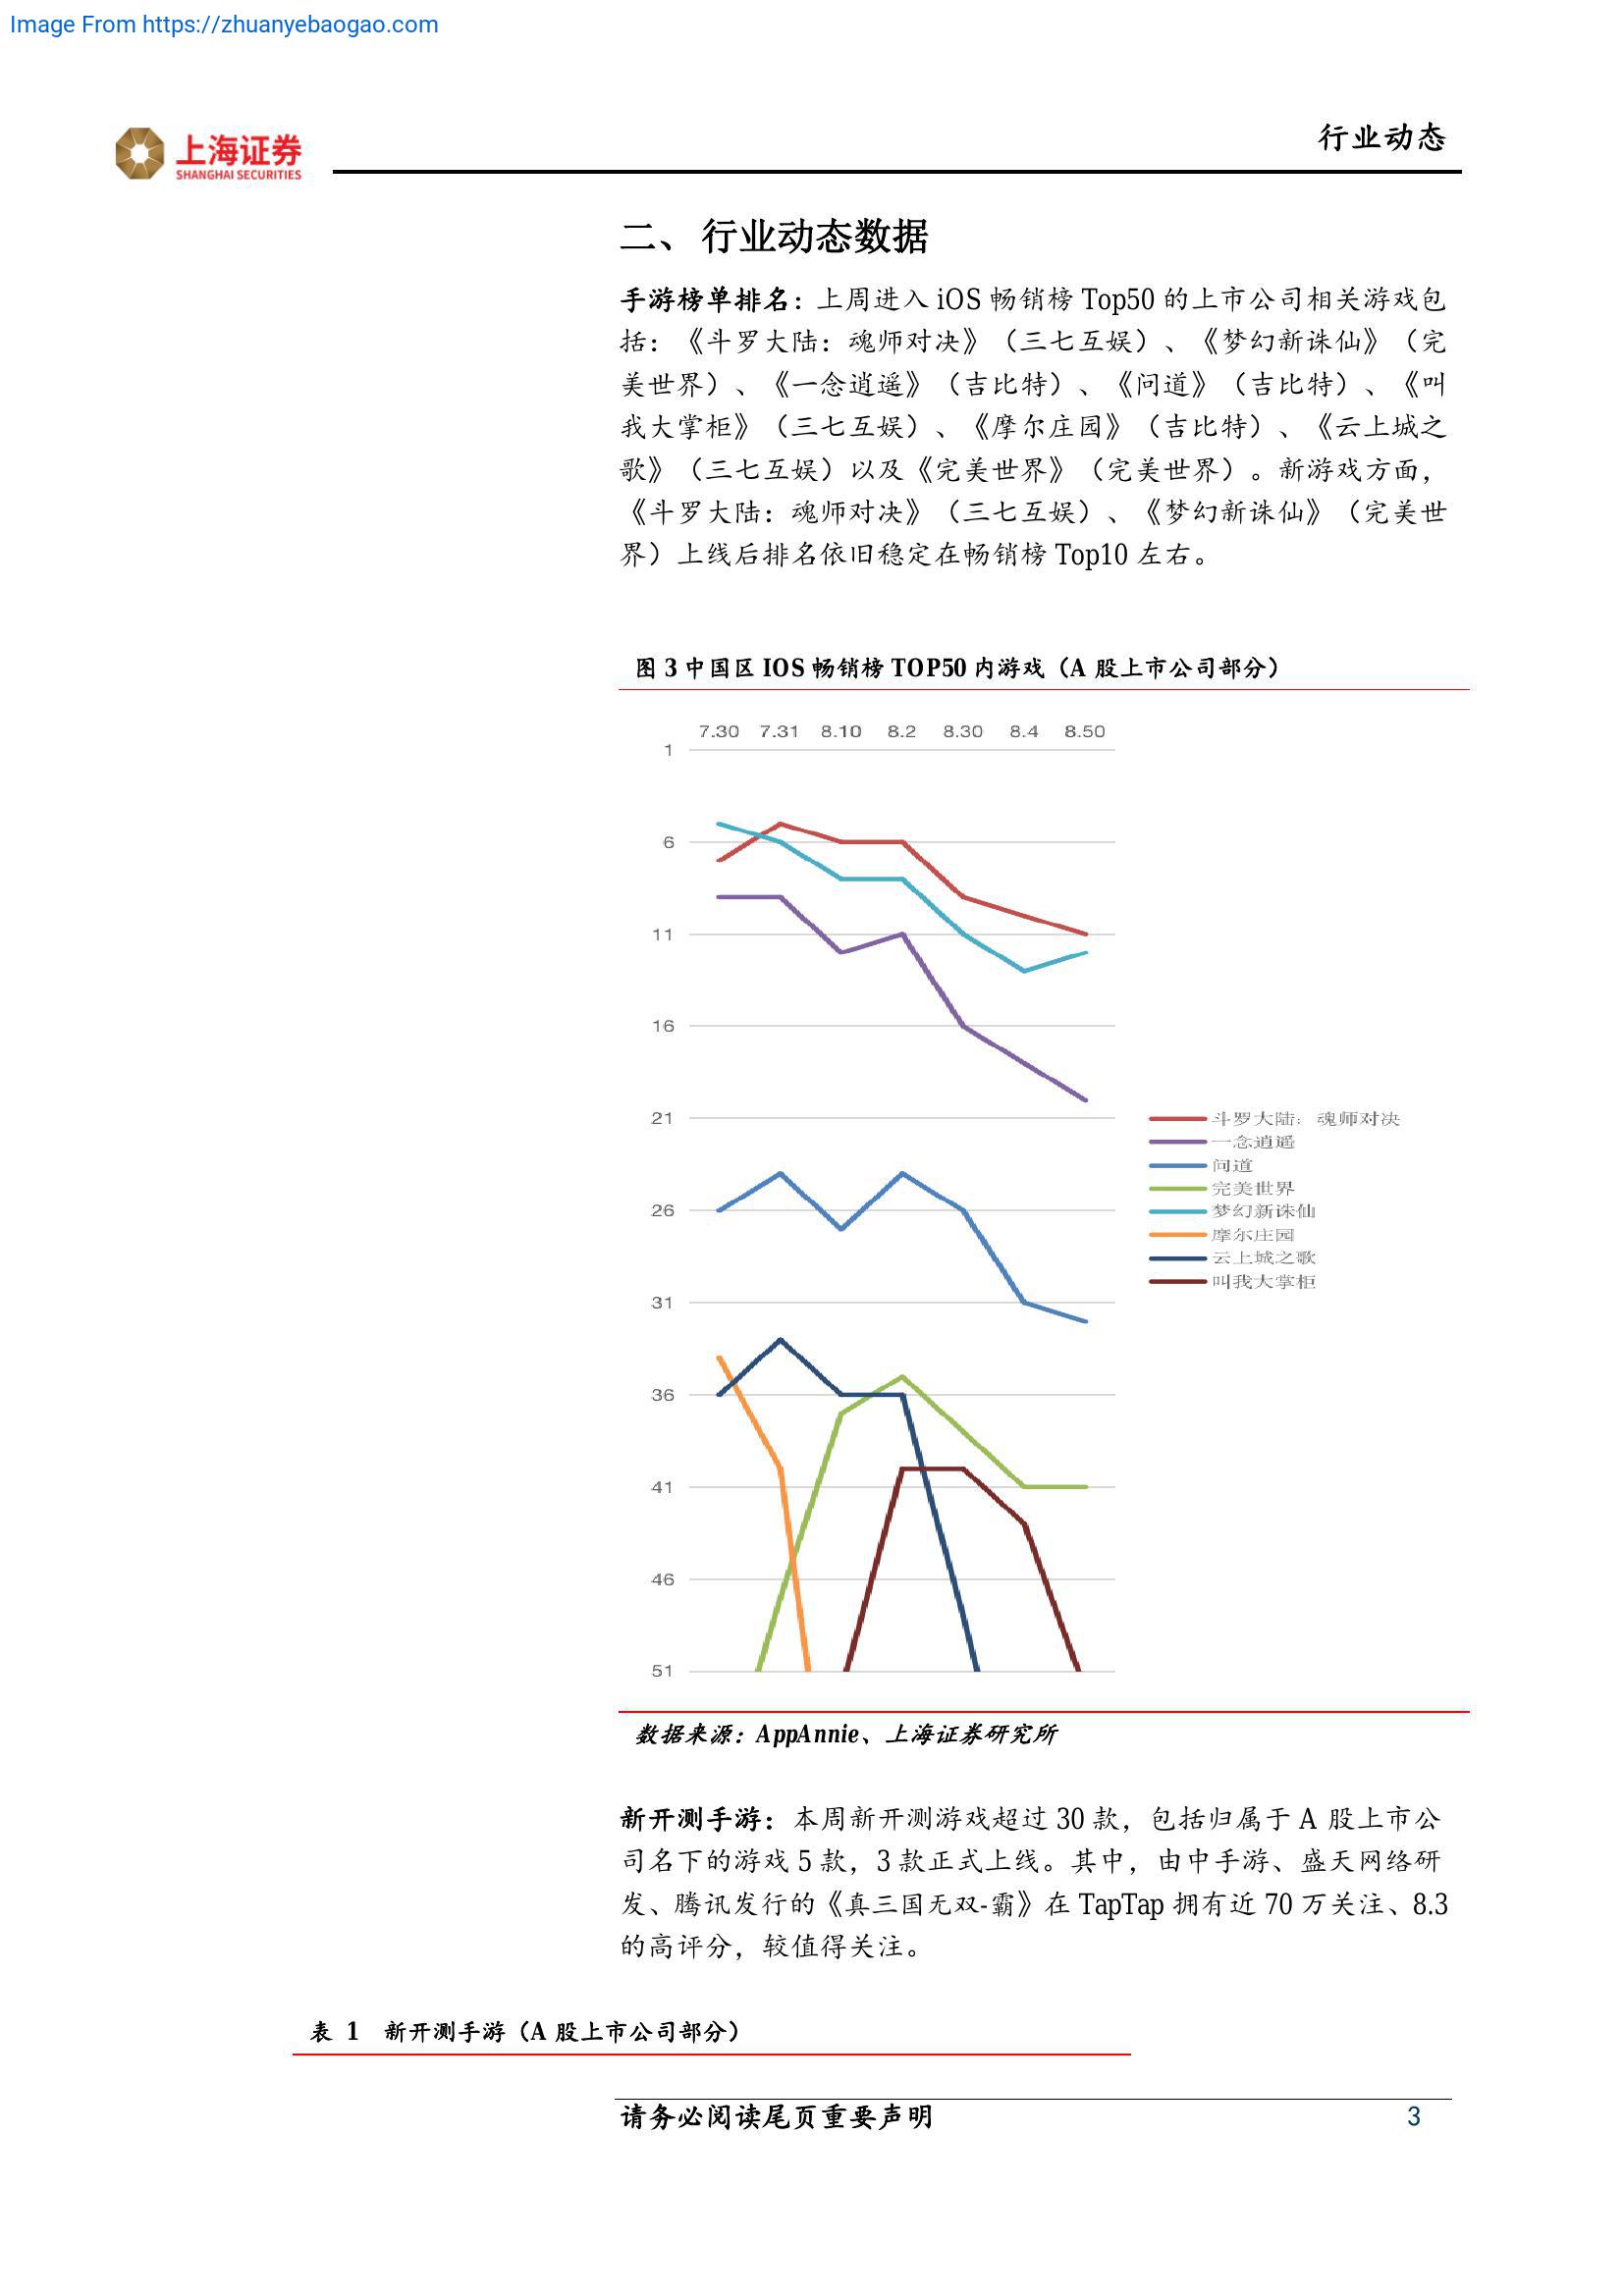 Image From https://zhuanyebaogao.com
上海证券
SHANGHAI SECURITIES
行业动态
二、 行业动态数据
手游榜单排名：上周进入 iOS 畅销榜 Top50 的上市公司相关游戏包
括：《斗罗大陆：魂师对决》（三七互娱）、《梦幻新诛仙》（完
美世界）、《一念逍遥》（吉比特）、《问道》（吉比特）、《叫
我大掌柜》（三七互娱）、《摩尔庄园》（吉比特）、《云上城之
歌》（三七互娱）以及《完美世界》（完美世界）。新游戏方面，
《斗罗大陆：魂师对决》（三七互娱）、《梦幻新诛仙》（完美世
界）上线后排名依旧稳定在畅销榜 Top10 左右。
图 3 中国区 IOS 畅销榜 TOP50 内游戏（A 股上市公司部分）
7.30 7.31 8.10 8.2 8.30 8.4 8.50
1
6
11
16
21
26
31
36
41
46
51
斗罗大陆：魂师对决
一念逍遥
问道
完美世界
梦幻新诛仙
摩尔庄园
云上城之歌
叫我大掌柜
数据来源：AppAnnie、上海证券研究所
新开测手游：本周新开测游戏超过 30 款，包括归属于 A 股上市公
司名下的游戏 5 款，3 款正式上线。其中，由中手游、盛天网络研
发、腾讯发行的《真三国无双-霸》在 TapTap 拥有近 70 万关注、8.3
的高评分，较值得关注。
表 1 新开测手游（A 股上市公司部分）
请务必阅读尾页重要声明
3